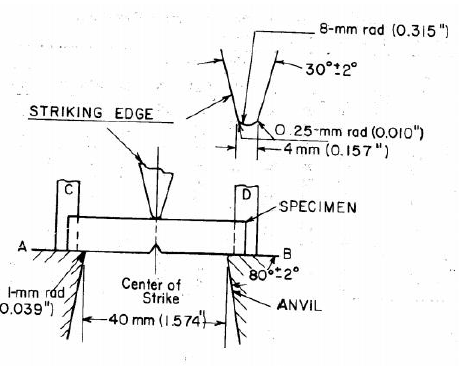 8-mm rad (0.315")
30°±2°
STRIKING EDGE
0.25-mm rad (0.010")
4 mm (0.157")
C
D
SPECIMEN
A
B
80°±2°
1-mm rad
0.039")
Center of
Strike
ANVIL
40 mm (1.574")